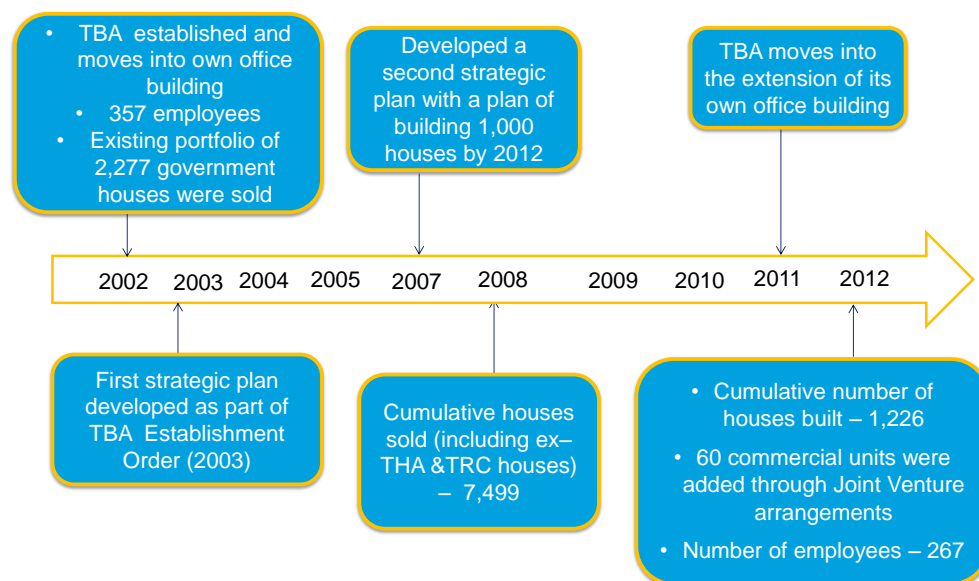 • TBA established and
moves into own office
building
• 357 employees
• Existing portfolio of
2,277 government
houses were sold
Developed a
second strategic
plan with a plan of
building 1,000
houses by 2012
TBA moves into
the extension of its
own office building
2002 2003 2004 2005 2007 2008 2009 2010 2011 2012
First strategic plan
developed as part of
TBA Establishment
Order (2003)
Cumulative houses
sold (including ex–
THA &TRC houses)
– 7,499
• Cumulative number of
houses built – 1,226
• 60 commercial units were
added through Joint Venture
arrangements
• Number of employees – 267